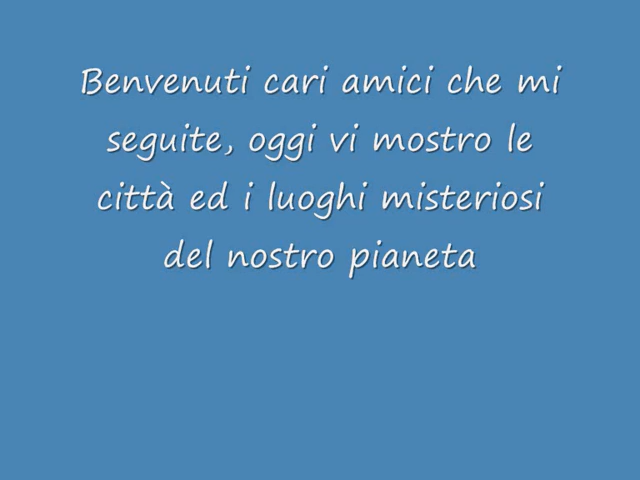 Benvenuti cari amici che mi
seguite, oggi vi mostro le
città ed i luoghi misteriosi
del nostro pianeta